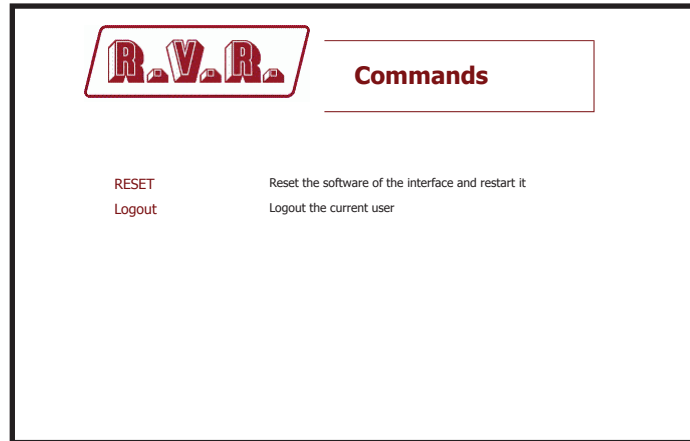 R.V.R.
Commands
RESET Reset the software of the interface and restart it
Logout Logout the current user